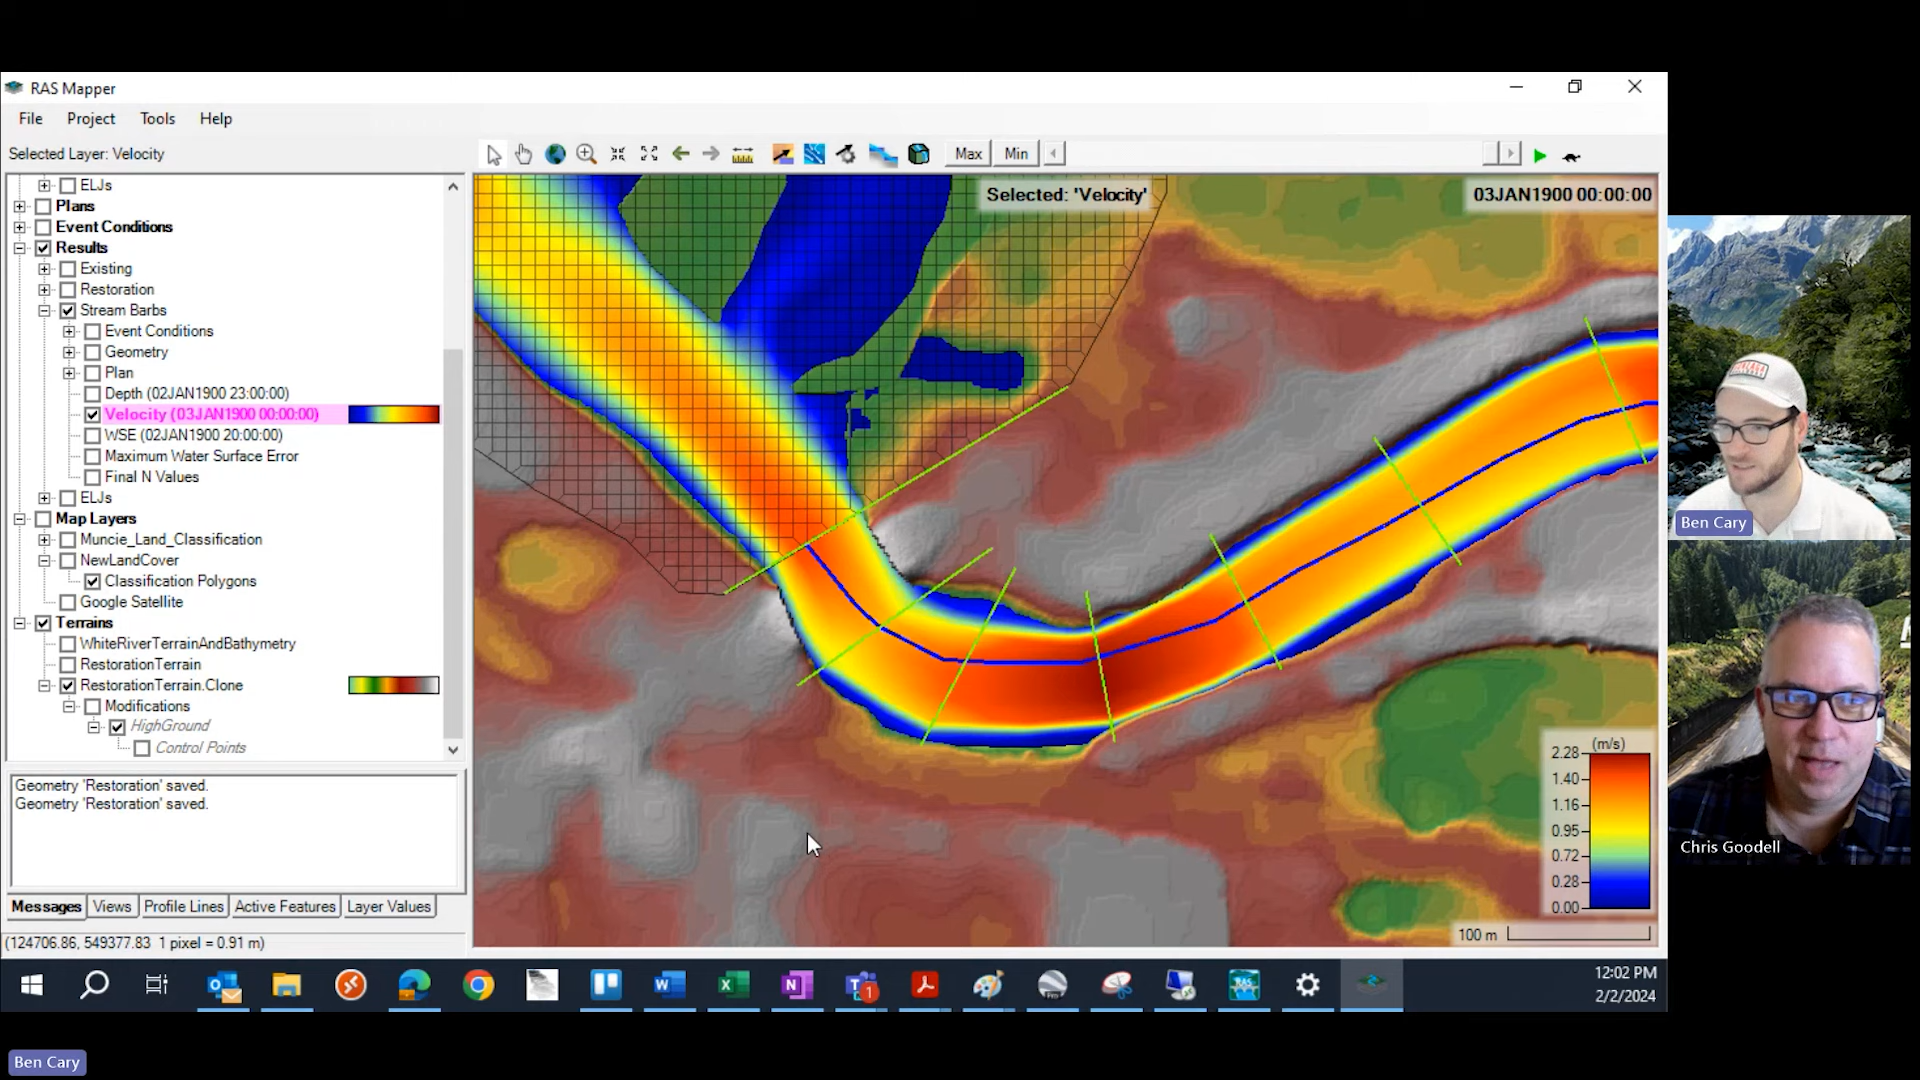 RAS Mapper
File Project Tools Help
Selected Layer: Velocity
Max Min
ELJs
Plans
Event Conditions
Results
Existing
Restoration
Stream Barbs
Event Conditions
Geometry
Plan
Depth (02JAN1900 23:00:00)
Velocity (03JAN1900 00:00:00)
WSE (02JAN1900 20:00:00)
Maximum Water Surface Error
Final N Values
ELJs
Map Layers
Muncie_Land_Classification
NewLandCover
Classification Polygons
Google Satellite
Terrains
WhiteRiverTerrainAndBathymetry
RestorationTerrain
RestorationTerrain.Clone
Modifications
HighGround
Control Points
Geometry 'Restoration' saved.
Geometry 'Restoration' saved.
Messages Views Profile Lines Active Features Layer Values
(124706.86, 549377.83 1 pixel = 0.91 m)
Selected: 'Velocity'
03JAN1900 00:00:00
(m/s)
2.28
1.40
1.16
0.95
0.72
0.28
0.00
100 m
Ben Cary
Chris Goodell
12:02 PM
2/2/2024
Ben Cary